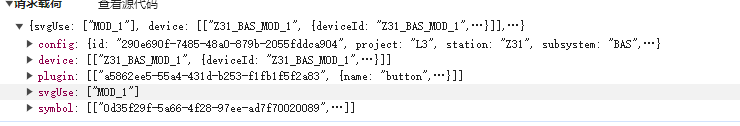 ▼请求载荷 查看源代码
▼ {svgUse: ["MOD_1"], device: [["Z31_BAS_MOD_1", {deviceId: "Z31_BAS_MOD_1",…}]],…}
▶ config: {id: "290e690f-7485-48a0-879b-2055fddca904", project: "L3", station: "Z31", subsystem: "BAS",…}
▶ device: [["Z31_BAS_MOD_1", {deviceId: "Z31_BAS_MOD_1",…}]]
▶ plugin: [["a5862ee5-55a4-431d-b253-f1fb1f5f2a83", {name: "button",…}]]
▶ svgUse: ["MOD_1"]
▶ symbol: [["0d35f29f-5a66-4f28-97ee-ad7f70020089",…]]